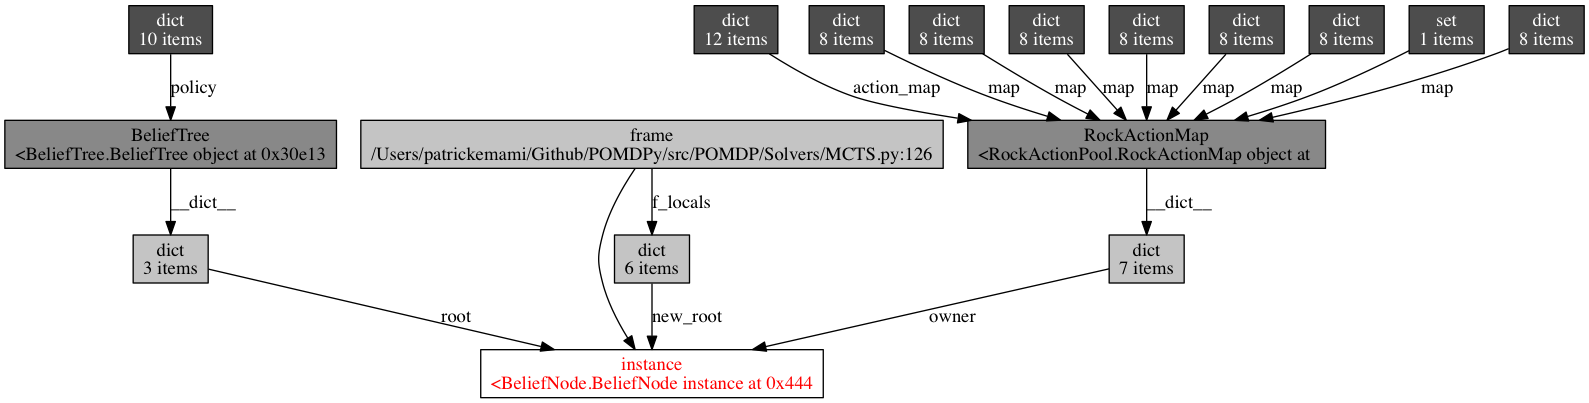 dict
10 items
dict
12 items
dict
8 items
dict
8 items
dict
8 items
dict
8 items
dict
8 items
dict
8 items
set
1 items
dict
8 items
policy
action_map
map
map
map
map
map
map
map
BeliefTree
<BeliefTree.BeliefTree object at 0x30e13
frame
/Users/patrickemami/Github/POMDPy/src/POMDP/Solvers/MCTS.py:126
RockActionMap
<RockActionPool.RockActionMap object at
__dict__
f_locals
__dict__
dict
3 items
dict
6 items
dict
7 items
root
new_root
owner
instance
<BeliefNode.BeliefNode instance at 0x444